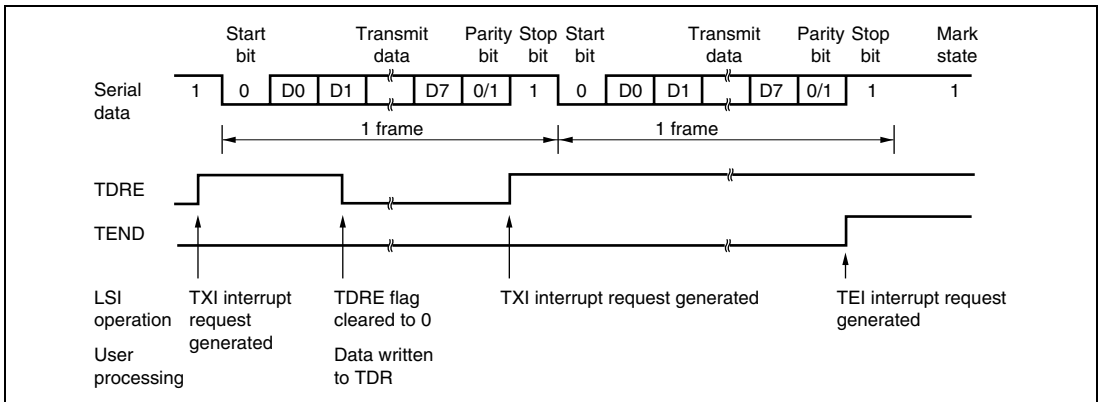 Start bit Transmit data Parity bit Stop bit Start bit Transmit data Parity bit Stop bit Mark state
Serial data 1 0 D0 D1 D7 0/1 1 0 D0 D1 D7 0/1 1 1
1 frame 1 frame
TDRE
TEND
LSI operation TXI interrupt request generated TDRE flag cleared to 0 TXI interrupt request generated TEI interrupt request generated
User processing Data written to TDR